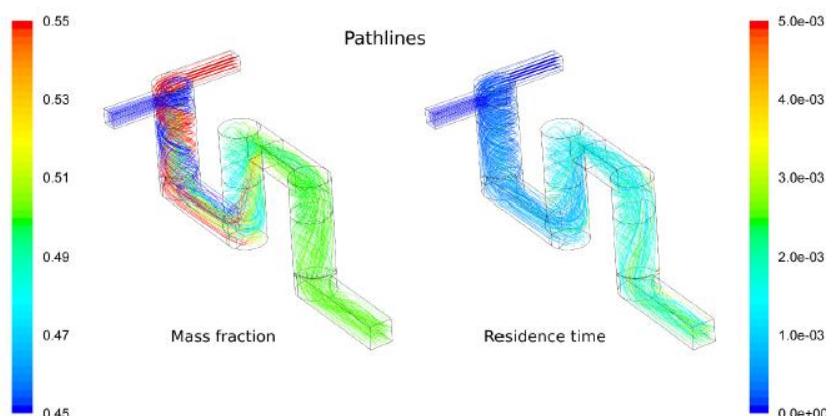 Pathlines
0.55
0.53
0.51
0.49
0.47
0.45
5.0e-03
4.0e-03
3.0e-03
2.0e-03
1.0e-03
0.0e+00
Mass fraction
Residence time